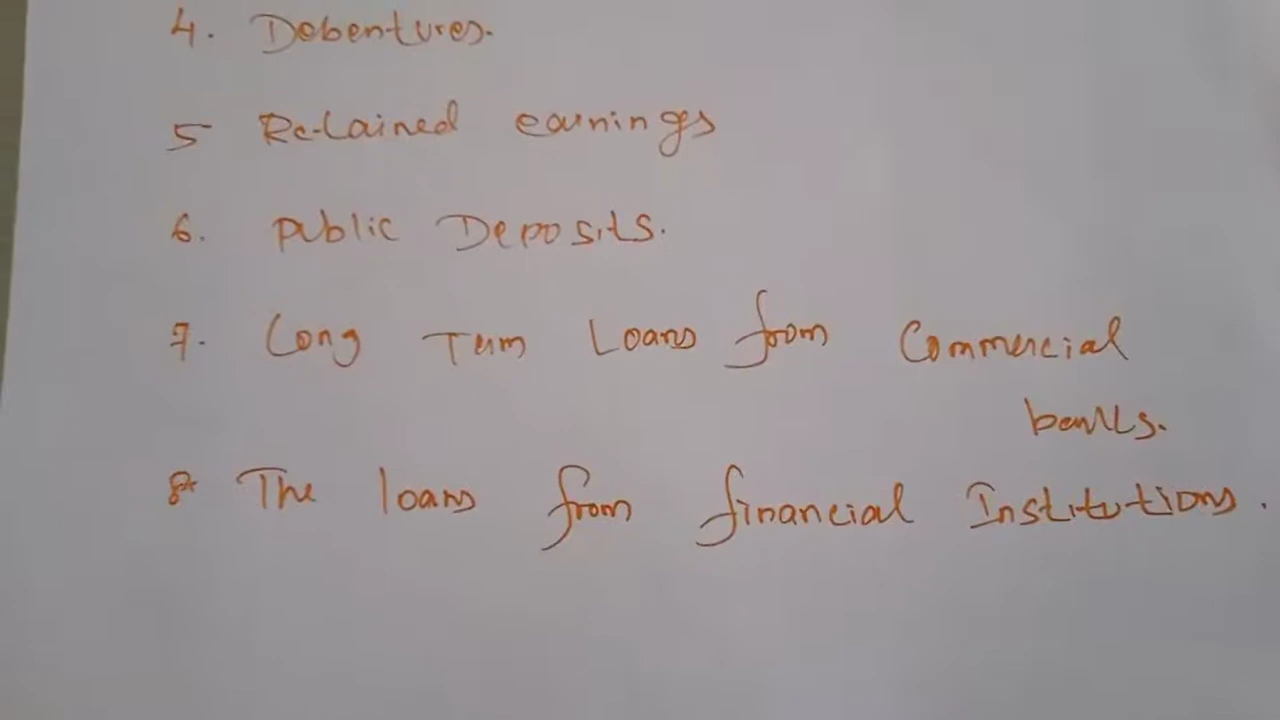 4. Debentures.
5 Retained earnings
6. Public Deposits.
7. Long Term Loans from Commercial
banks.
8 The loans from financial Institutions.